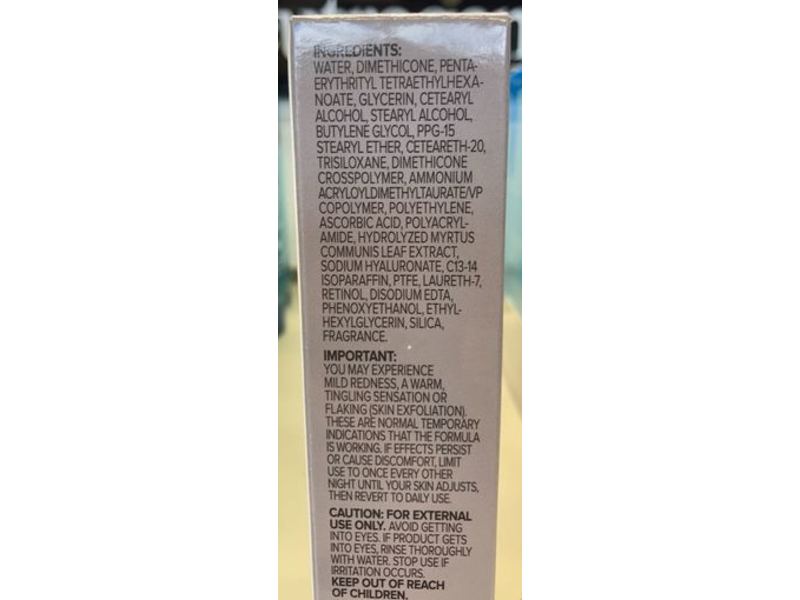 INGREDIENTS:
WATER, DIMETHICONE, PENTA-
ERYTHRITYL TETRAETHYLHEXA-
NOATE, GLYCERIN, CETEARYL
ALCOHOL, STEARYL ALCOHOL,
BUTYLENE GLYCOL, PPG-15
STEARYL ETHER, CETEARETH-20,
TRISILOXANE, DIMETHICONE
CROSSPOLYMER, AMMONIUM
ACRYLOYLDIMETHYLTAURATE/VP
COPOLYMER, POLYETHYLENE,
ASCORBIC ACID, POLYACRYL-
AMIDE, HYDROLYZED MYRTUS
COMMUNIS LEAF EXTRACT,
SODIUM HYALURONATE, C13-14
ISOPARAFFIN, PTFE, LAURETH-7,
RETINOL, DISODIUM EDTA,
PHENOXYETHANOL, ETHYL-
HEXYLGLYCERIN, SILICA,
FRAGRANCE.
IMPORTANT:
YOU MAY EXPERIENCE
MILD REDNESS, A WARM,
TINGLING SENSATION OR
FLAKING (SKIN EXFOLIATION).
THESE ARE NORMAL TEMPORARY
INDICATIONS THAT THE FORMULA
IS WORKING. IF EFFECTS PERSIST
OR CAUSE DISCOMFORT, LIMIT
USE TO ONCE EVERY OTHER
NIGHT UNTIL YOUR SKIN ADJUSTS,
THEN REVERT TO DAILY USE.
CAUTION: FOR EXTERNAL
USE ONLY. AVOID GETTING
INTO EYES. IF PRODUCT GETS
INTO EYES, RINSE THOROUGHLY
WITH WATER. STOP USE IF
IRRITATION OCCURS.
KEEP OUT OF REACH
OF CHILDREN.